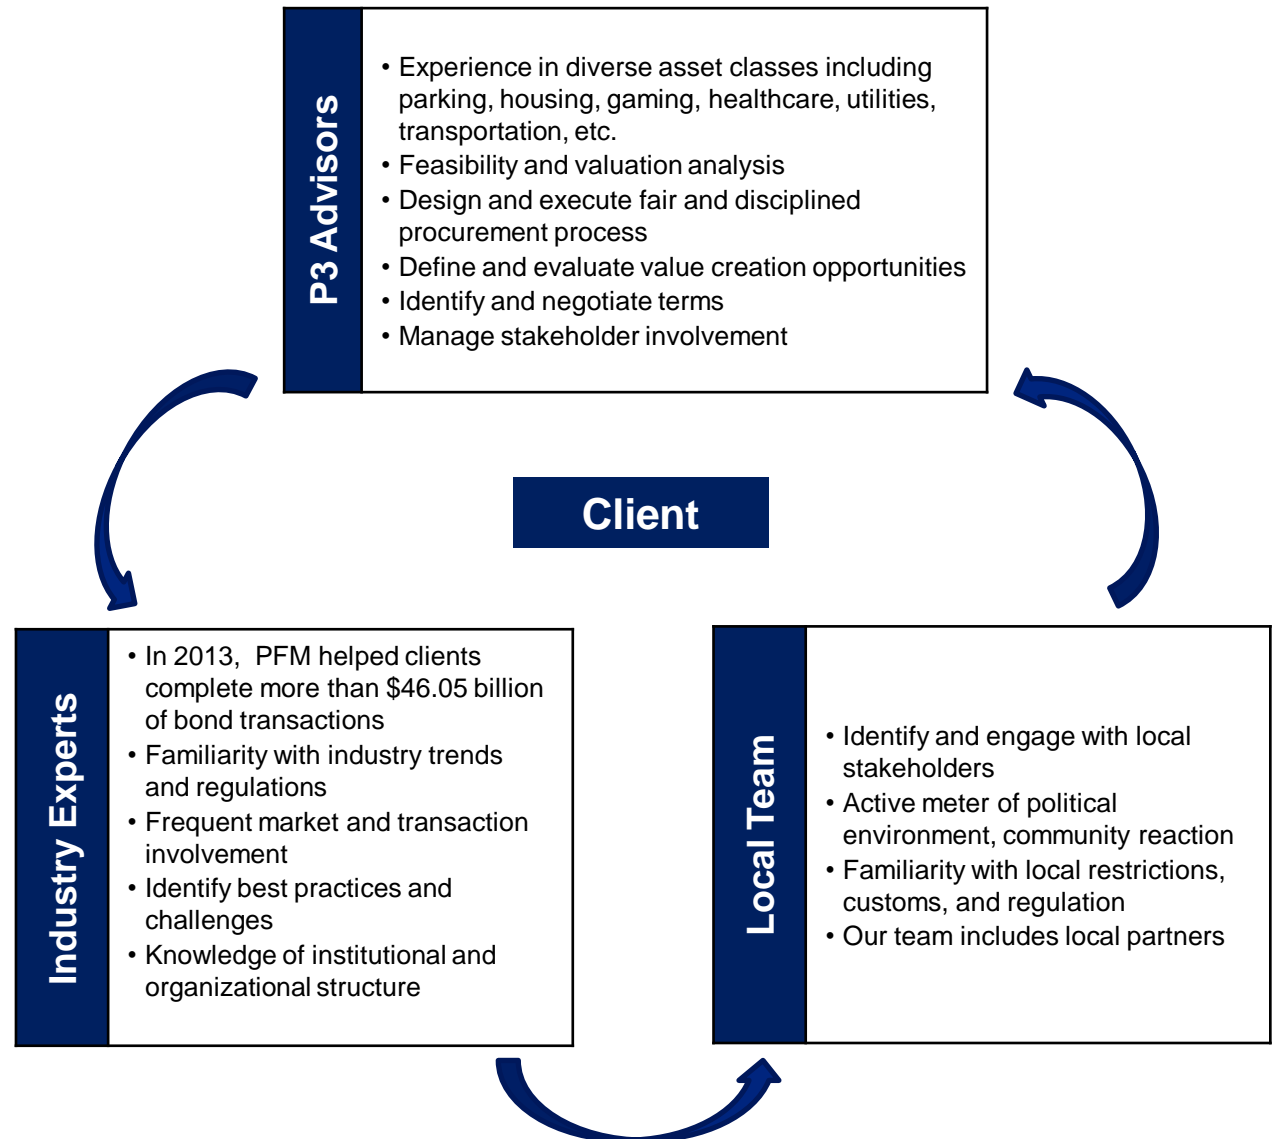 P3 Advisors
• Experience in diverse asset classes including
parking, housing, gaming, healthcare, utilities,
transportation, etc.
• Feasibility and valuation analysis
• Design and execute fair and disciplined
procurement process
• Define and evaluate value creation opportunities
• Identify and negotiate terms
• Manage stakeholder involvement
Client
Industry Experts
• In 2013,  PFM helped clients
complete more than $46.05 billion
of bond transactions
• Familiarity with industry trends
and regulations
• Frequent market and transaction
involvement
• Identify best practices and
challenges
• Knowledge of institutional and
organizational structure
Local Team
• Identify and engage with local
stakeholders
• Active meter of political
environment, community reaction
• Familiarity with local restrictions,
customs, and regulation
• Our team includes local partners